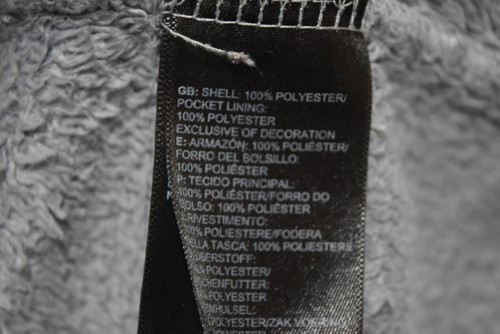 GB: SHELL: 100% POLYESTER/
POCKET LINING:
100% POLYESTER
EXCLUSIVE OF DECORATION
E: ARMAZÓN: 100% POLIÉSTER/
FORRO DEL BOLSILLO:
100% POLIÉSTER
P: TECIDO PRINCIPAL:
100% POLIÉSTER/FORRO DO
BOLSO: 100% POLIÉSTER
RIVESTIMENTO:
POLIESTERE/FODERA
TASCA: 100% POLIESTERE
POLYESTER/
POLYESTER
POLYESTER/ZAK